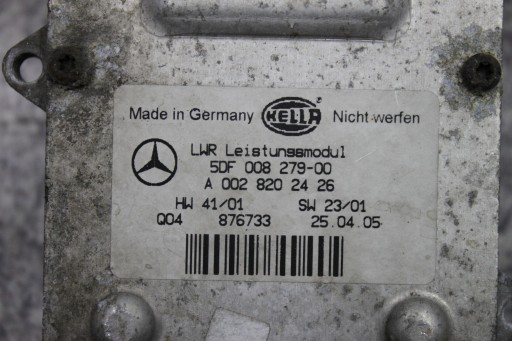 Made in Germany HELLA Nicht werfen
LWR Leistungsmodul
5DF 008 279-00
A 002 820 24 26
HW 41/01 SW 23/01
Q04 876733 25.04.05